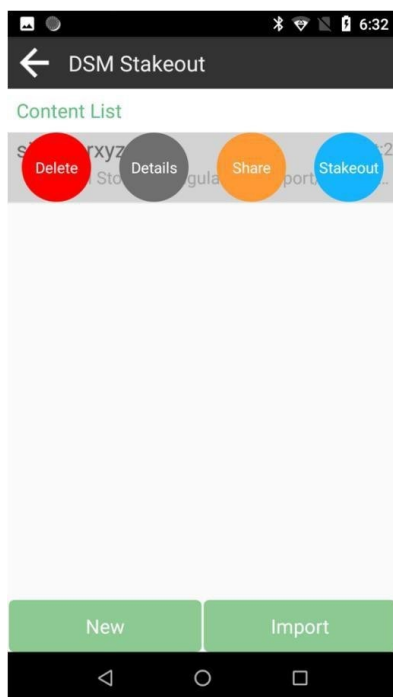 6:32
DSM Stakeout
Content List
Delete
Details
Share
Stakeout
New
Import